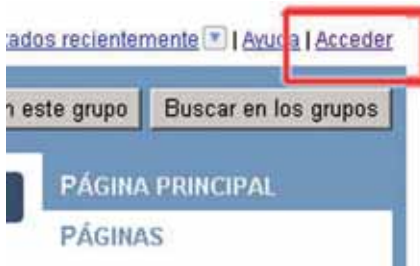 ados recientemente | Ayuda | Acceder
n este grupo Buscar en los grupos
PÁGINA PRINCIPAL
PÁGINAS